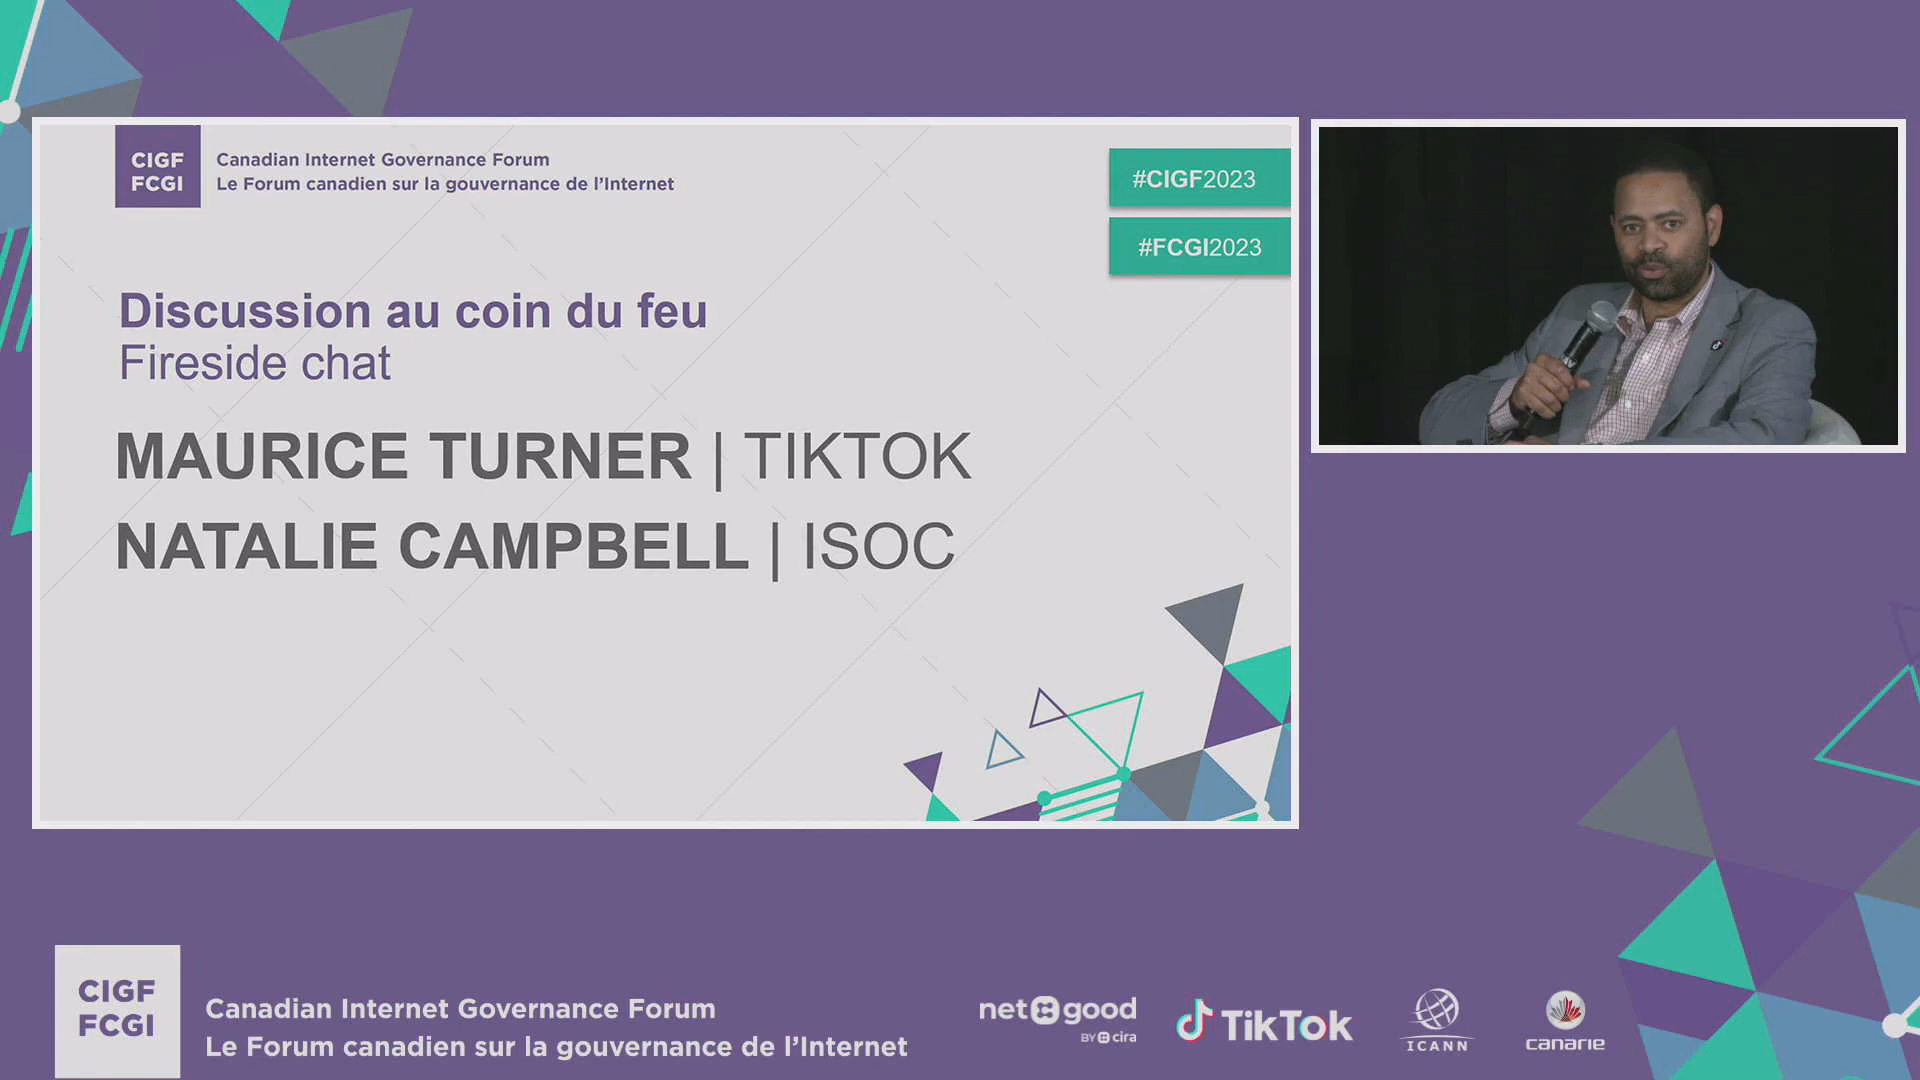 CIGF
FCGI
Canadian Internet Governance Forum
Le Forum canadien sur la gouvernance de l'Internet
#CIGF2023
#FCGI2023
Discussion au coin du feu
Fireside chat
MAURICE TURNER | TIKTOK
NATALIE CAMPBELL | ISOC
CIGF
FCGI
Canadian Internet Governance Forum
Le Forum canadien sur la gouvernance de l'Internet
net good
BY cira
TikTok
ICANN
canarie